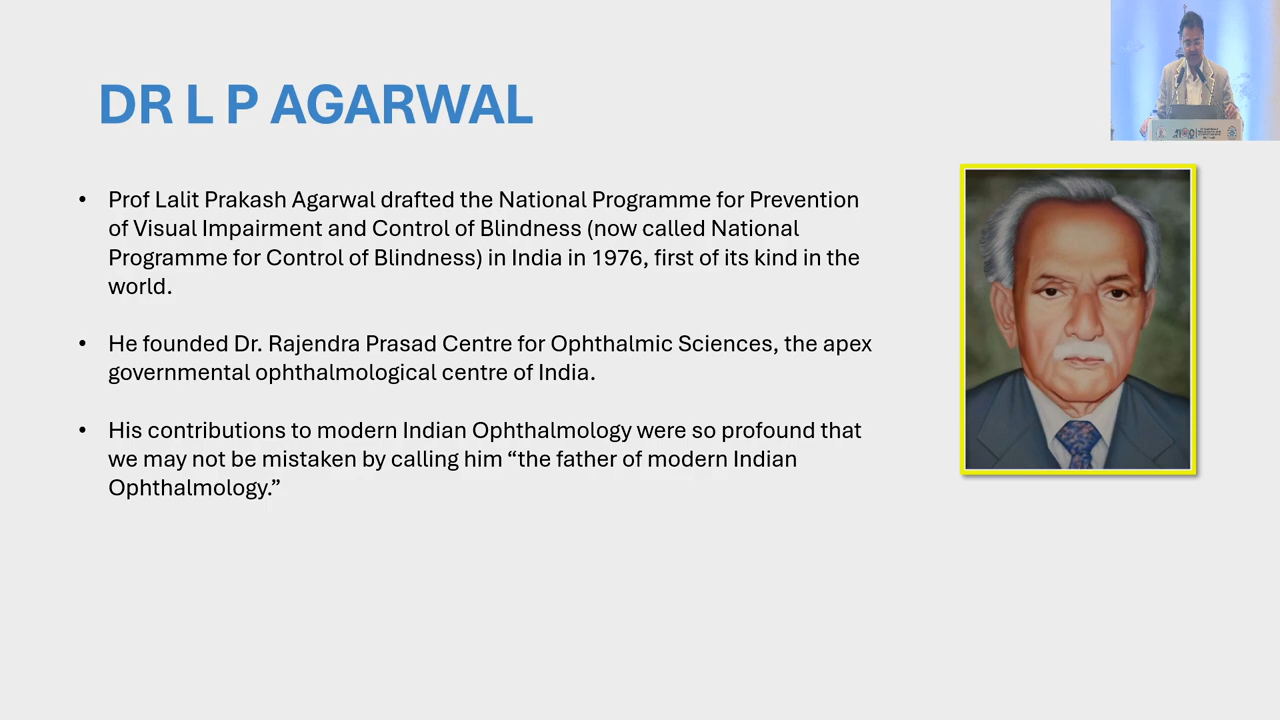 DR L P AGARWAL
• Prof Lalit Prakash Agarwal drafted the National Programme for Prevention
of Visual Impairment and Control of Blindness (now called National
Programme for Control of Blindness) in India in 1976, first of its kind in the
world.
• He founded Dr. Rajendra Prasad Centre for Ophthalmic Sciences, the apex
governmental ophthalmological centre of India.
• His contributions to modern Indian Ophthalmology were so profound that
we may not be mistaken by calling him “the father of modern Indian
Ophthalmology.”